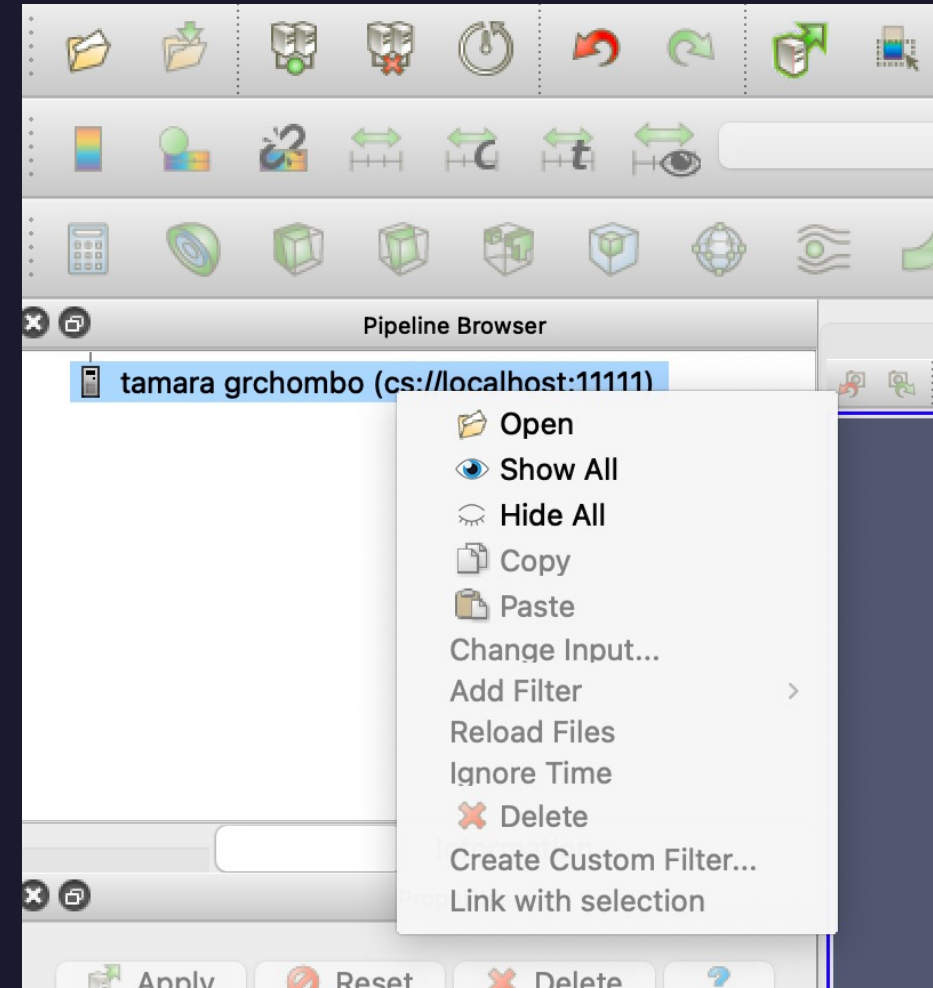 C
t
Pipeline Browser
tamara grchombo (cs://localhost:11111)
Open
Show All
Hide All
Copy
Paste
Change Input...
Add Filter
Reload Files
Ignore Time
Delete
Information
Create Custom Filter...
Link with selection
Apply
Reset
Delete
?